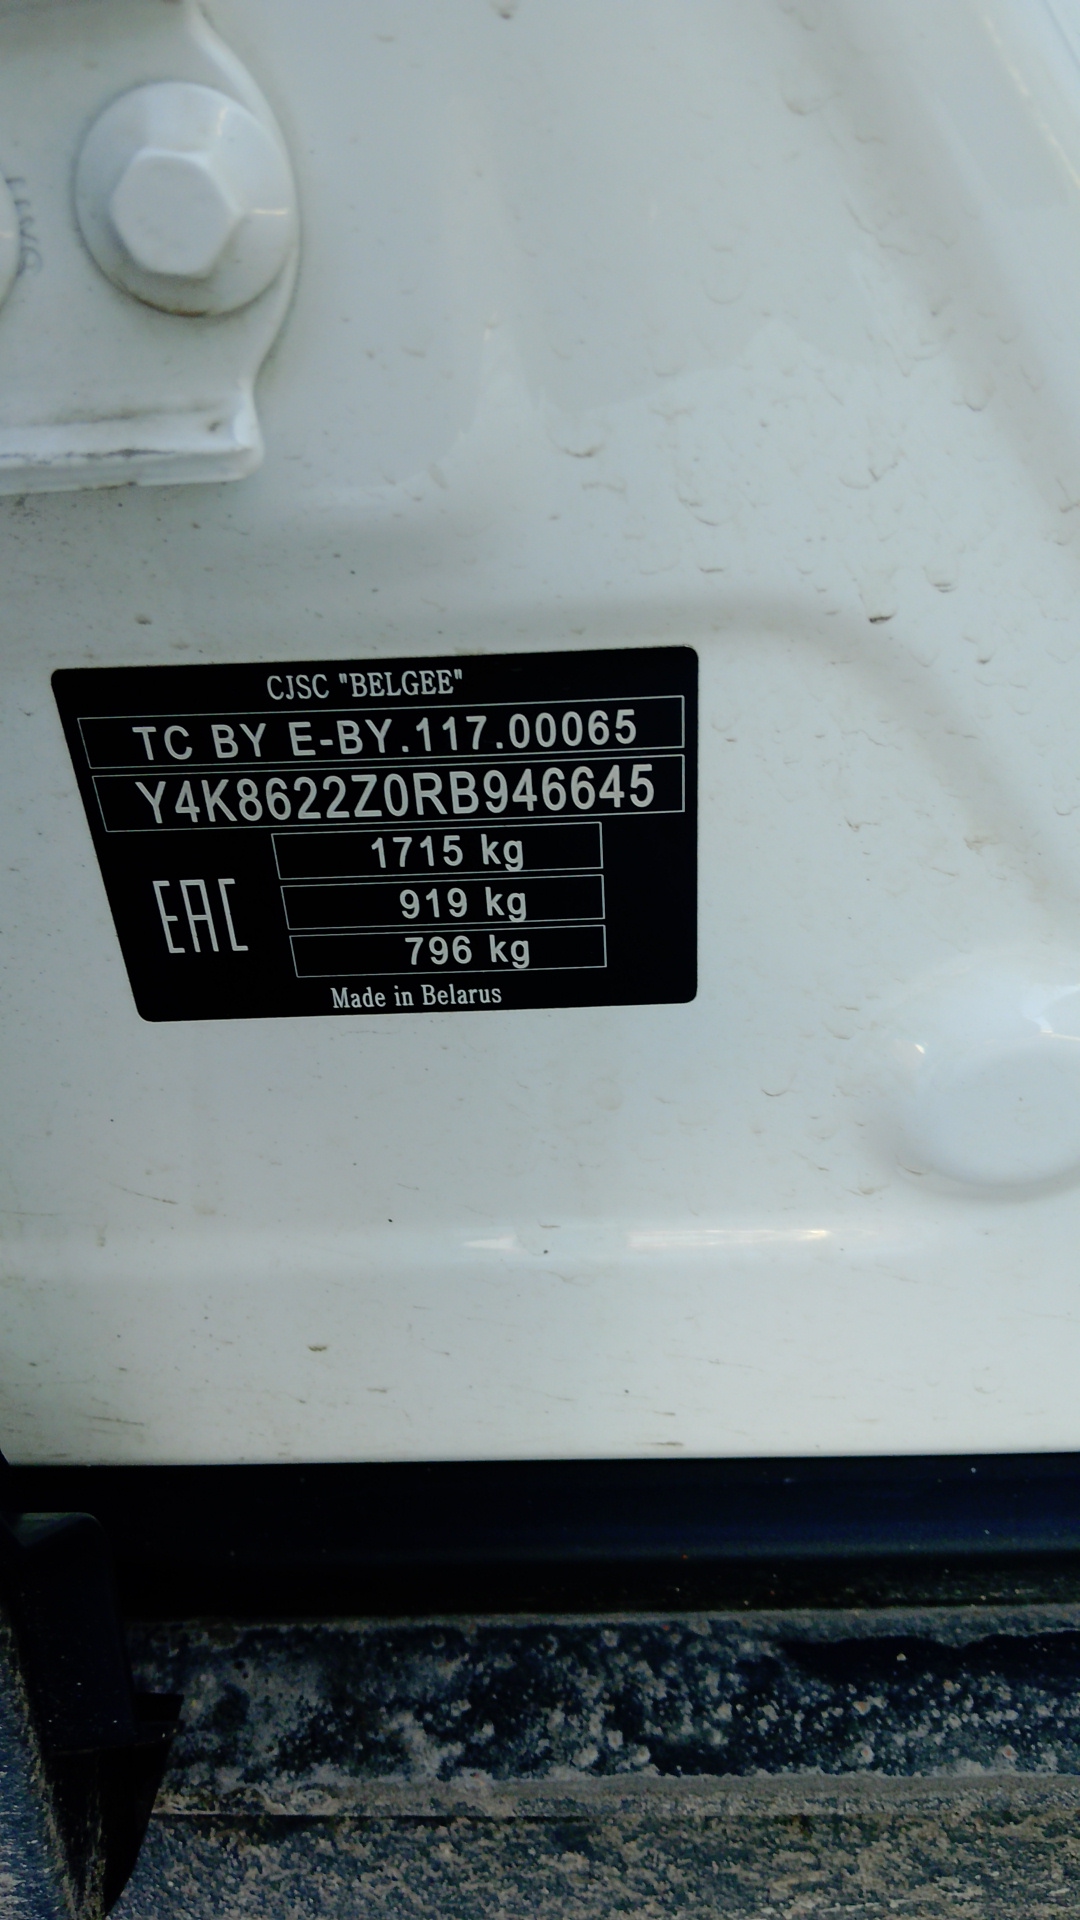 CJSC "BELGEE"
TC BY E-BY.117.00065
Y4K8622Z0RB946645
1715 kg
919 kg
796 kg
EAC
Made in Belarus